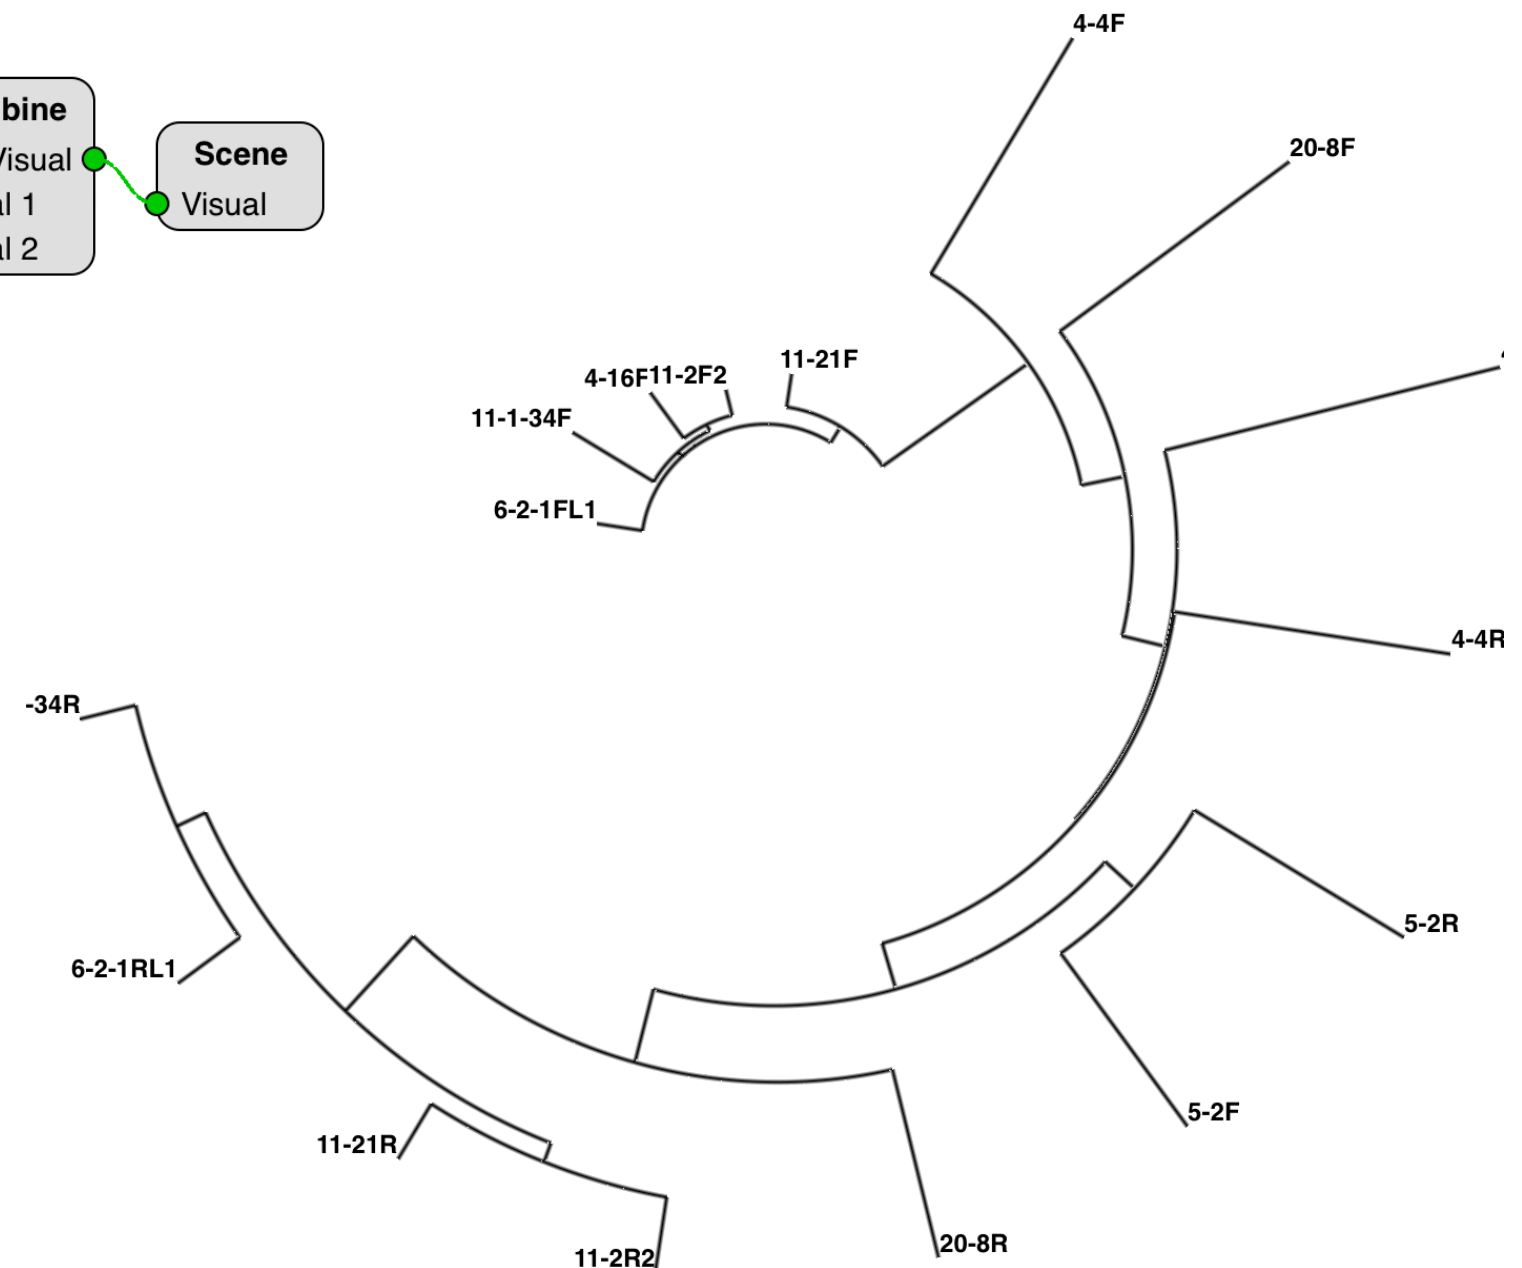 4-4F
bine
Visual
al 1
al 2
Scene
Visual
20-8F
11-21F
4-16F
11-2F2
11-1-34F
6-2-1FL1
4-4R
-34R
5-2R
6-2-1RL1
5-2F
11-21R
20-8R
11-2R2